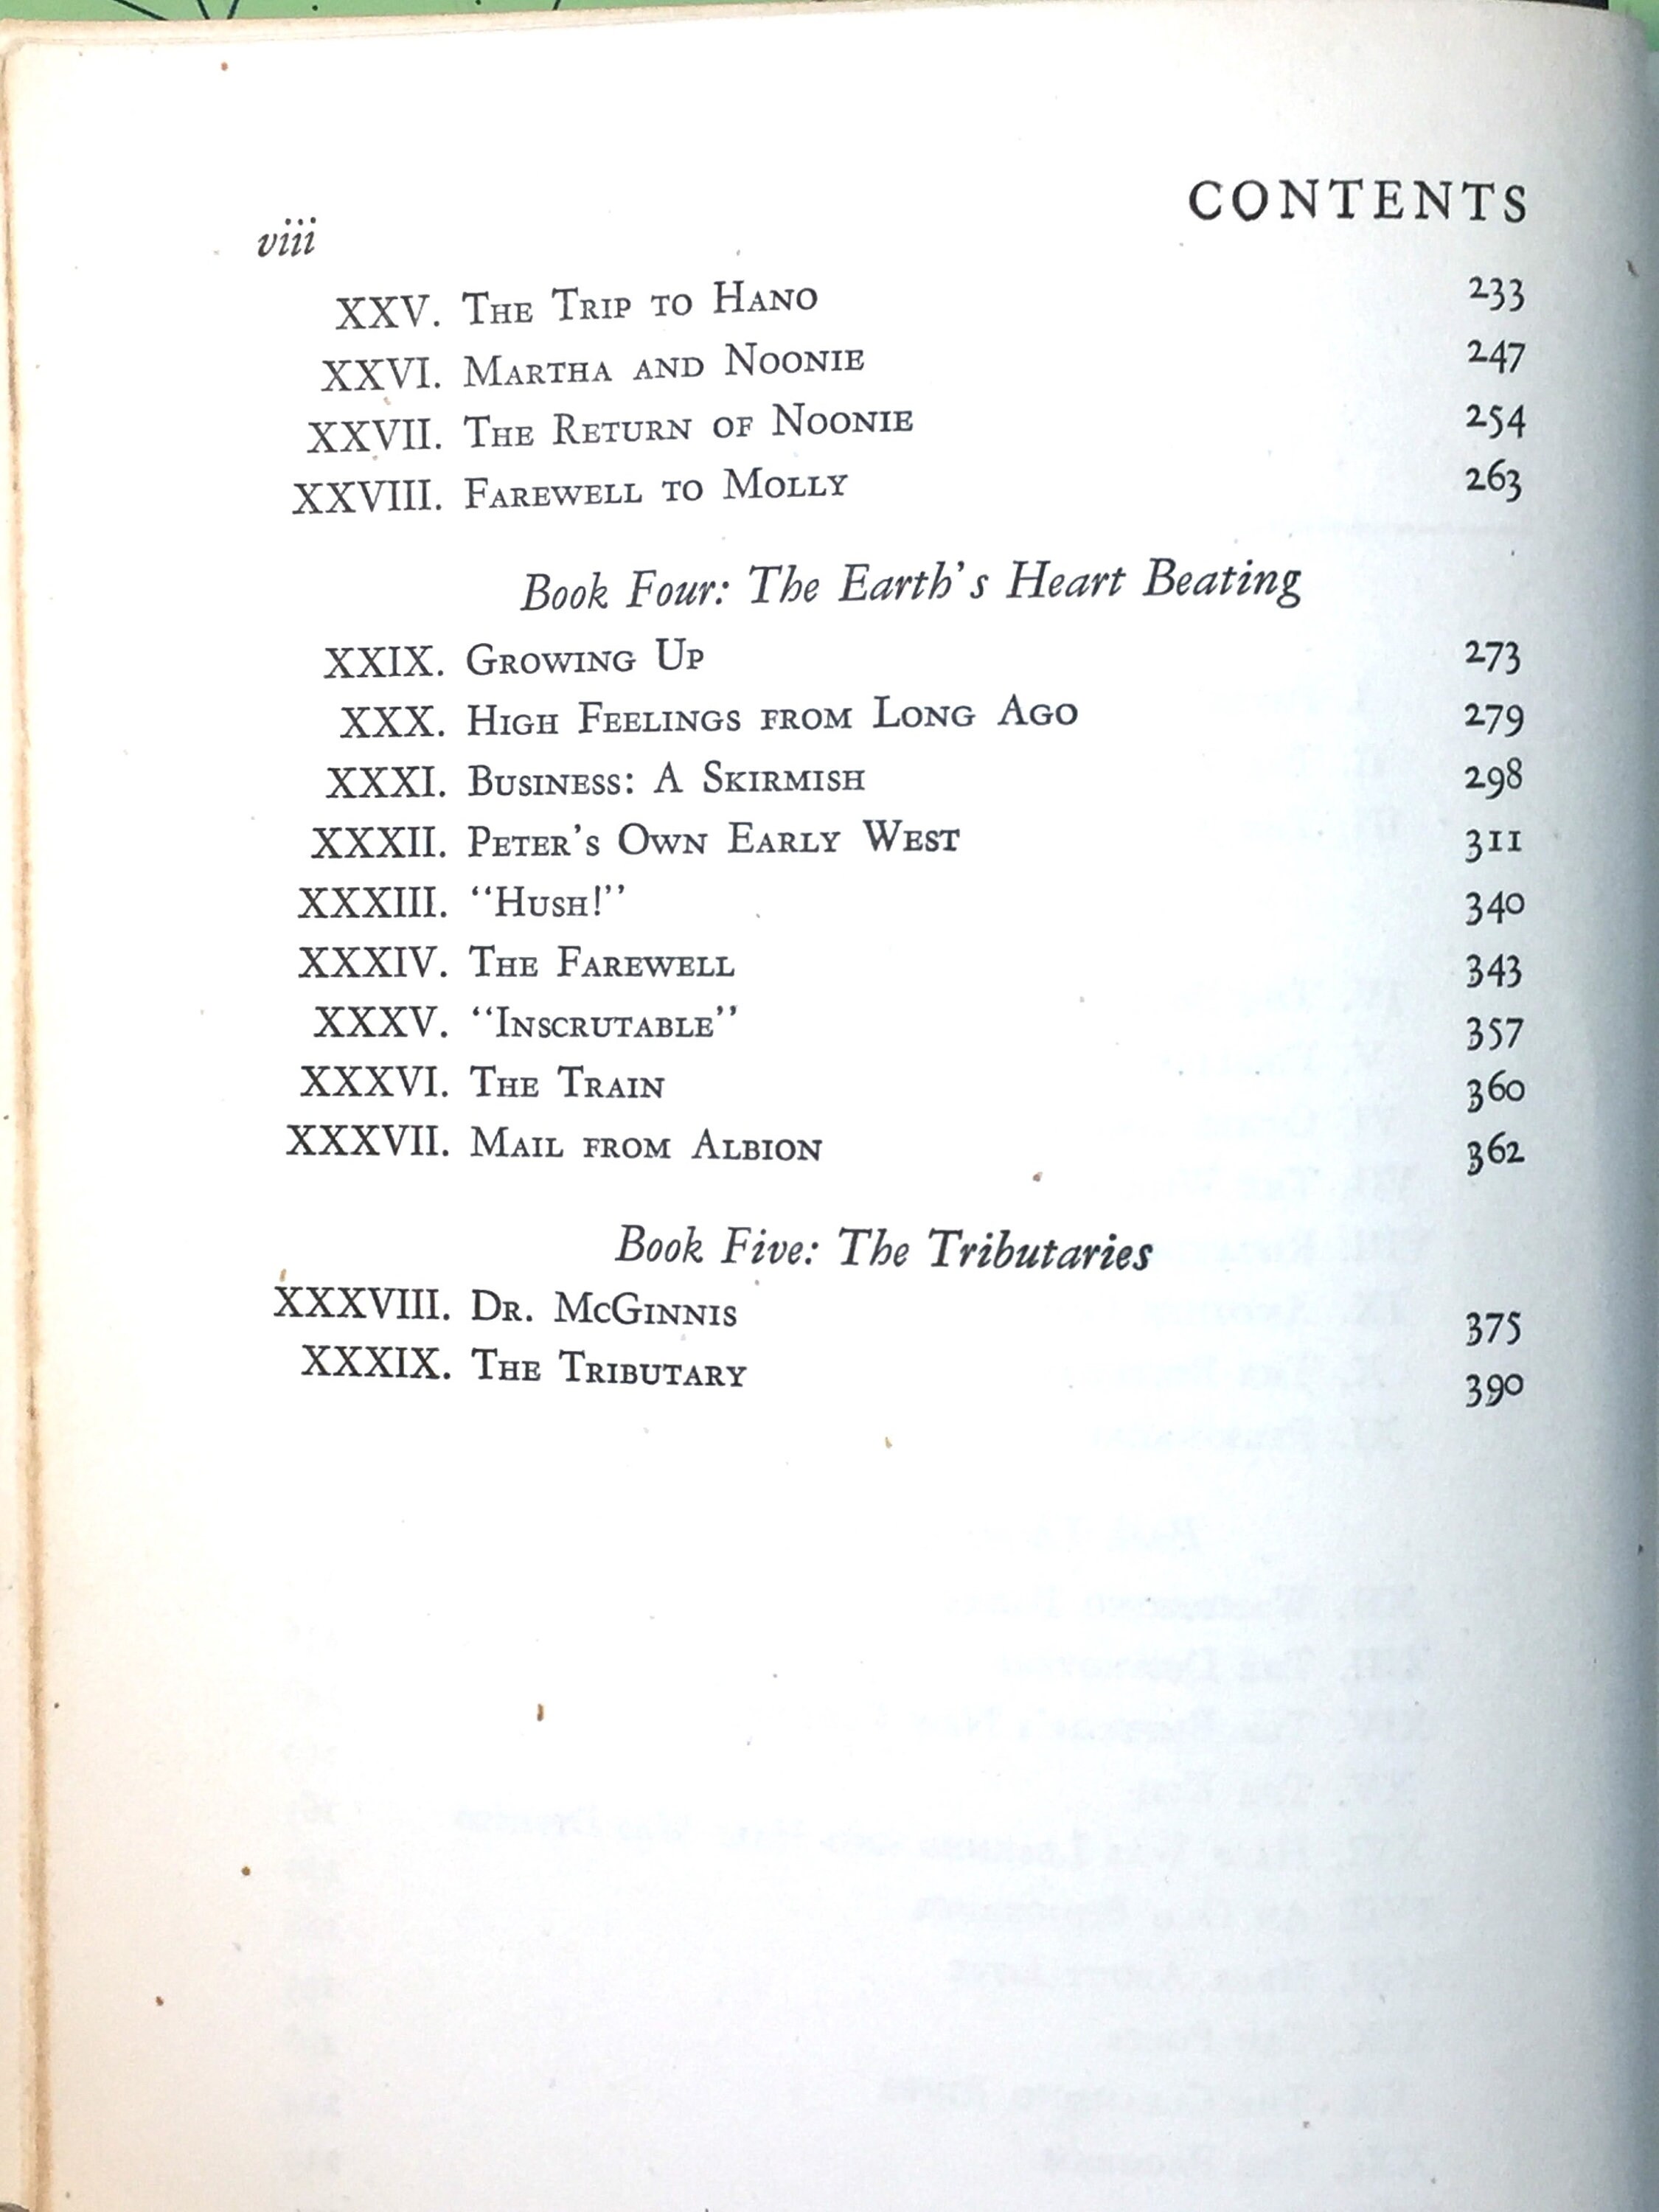 viii CONTENTS
XXV. The Trip to Hano 233
XXVI. Martha and Noonie 247
XXVII. The Return of Noonie 254
XXVIII. Farewell to Molly 263
Book Four: The Earth's Heart Beating
XXIX. Growing Up 273
XXX. High Feelings from Long Ago 279
XXXI. Business: A Skirmish 298
XXXII. Peter's Own Early West 311
XXXIII. "Hush!" 340
XXXIV. The Farewell 343
XXXV. "Inscrutable" 357
XXXVI. The Train 360
XXXVII. Mail from Albion 362
Book Five: The Tributaries
XXXVIII. Dr. McGinnis 375
XXXIX. The Tributary 390